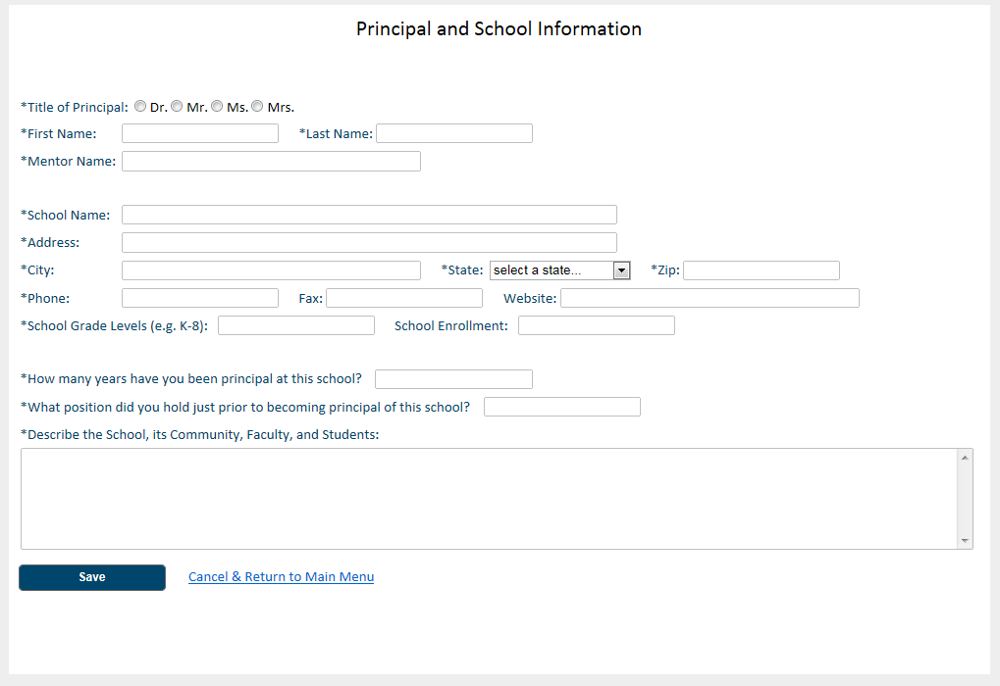 Principal and School Information
*Title of Principal: Dr. Mr. Ms. Mrs.
*First Name: *Last Name:
*Mentor Name:
*School Name:
*Address:
*City: *State: select a state... *Zip:
*Phone: Fax: Website:
*School Grade Levels (e.g. K-8): School Enrollment:
*How many years have you been principal at this school?
*What position did you hold just prior to becoming principal of this school?
*Describe the School, its Community, Faculty, and Students:
Save Cancel & Return to Main Menu